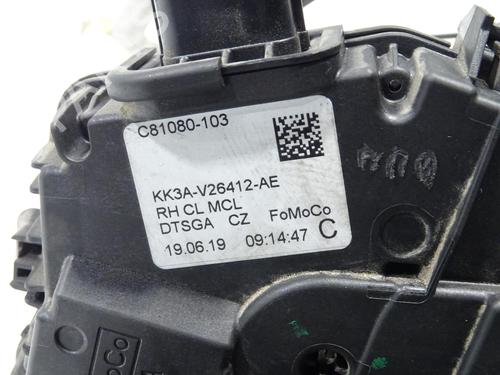 C81080-103
KK3A-V26412-AE
RH CL MCL
DTSGA CZ FoMoCo
19.06.19 09:14:47 C